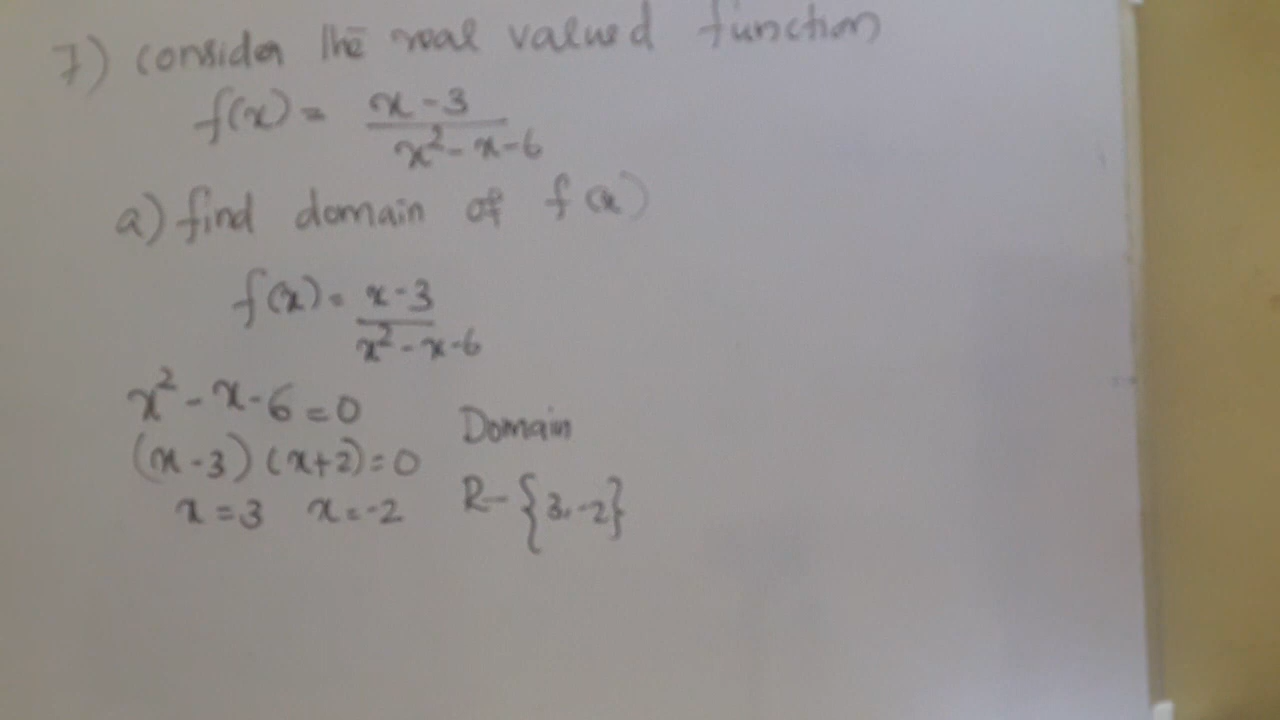 7) consider the real valued function
f(x) = x-3 / x²-x-6
a) find domain of f(x)
f(x) = x-3 / x²-x-6
x²-x-6=0
(x-3)(x+2)=0
x=3 x=-2
Domain
R-{3,-2}